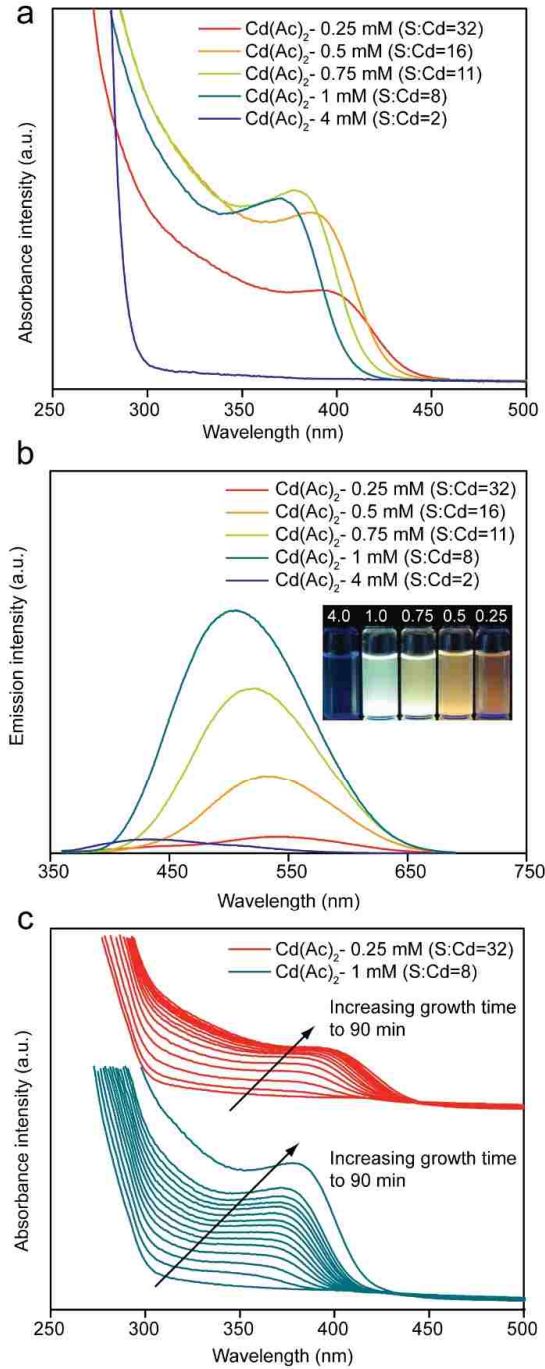 a
Cd(Ac)₂- 0.25 mM (S:Cd=32)
Cd(Ac)₂- 0.5 mM (S:Cd=16)
Cd(Ac)₂- 0.75 mM (S:Cd=11)
Cd(Ac)₂- 1 mM (S:Cd=8)
Cd(Ac)₂- 4 mM (S:Cd=2)
Absorbance intensity (a.u.)
250 300 350 400 450 500
Wavelength (nm)
b
Cd(Ac)₂- 0.25 mM (S:Cd=32)
Cd(Ac)₂- 0.5 mM (S:Cd=16)
Cd(Ac)₂- 0.75 mM (S:Cd=11)
Cd(Ac)₂- 1 mM (S:Cd=8)
Cd(Ac)₂- 4 mM (S:Cd=2)
4.0 1.0 0.75 0.5 0.25
Emission intensity (a.u.)
350 450 550 650 750
Wavelength (nm)
c
Cd(Ac)₂- 0.25 mM (S:Cd=32)
Cd(Ac)₂- 1 mM (S:Cd=8)
Increasing growth time
to 90 min
Increasing growth time
to 90 min
Absorbance intensity (a.u.)
250 300 350 400 450 500
Wavelength (nm)